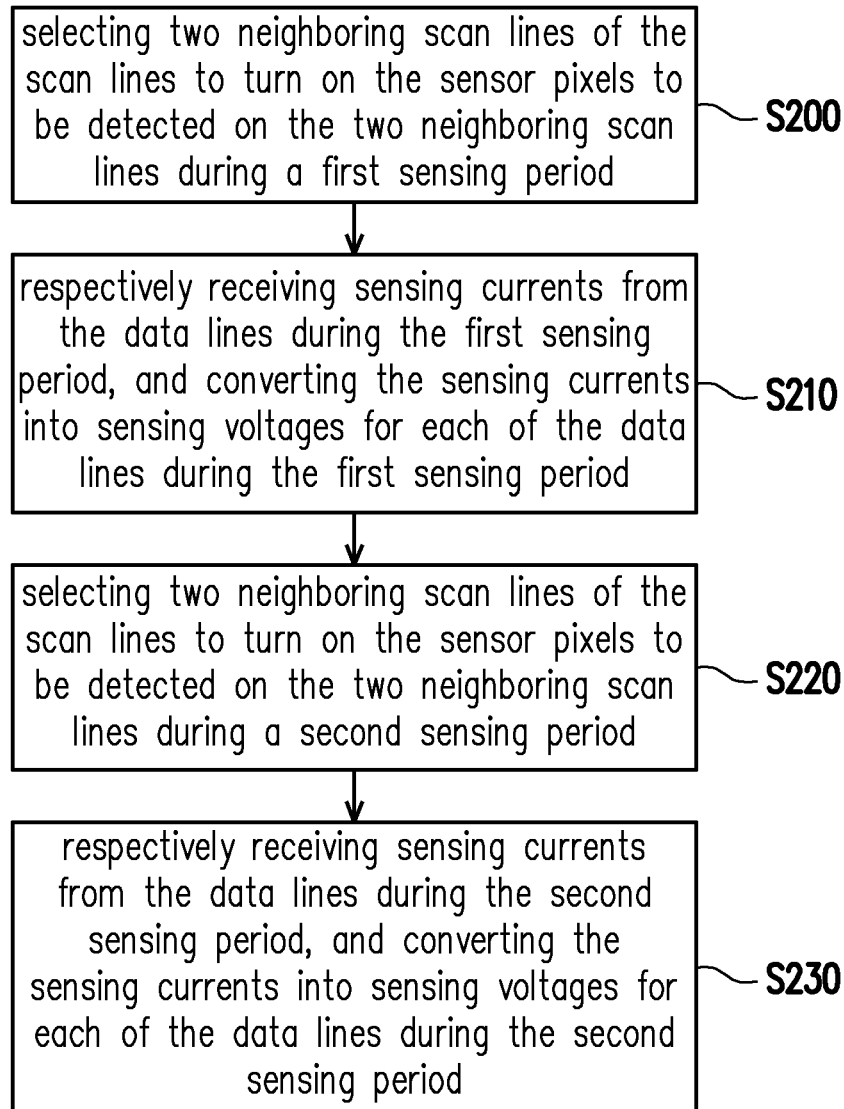 selecting two neighboring scan lines of the
scan lines to turn on the sensor pixels to
be detected on the two neighboring scan
lines during a first sensing period
S200
respectively receiving sensing currents from
the data lines during the first sensing
period, and converting the sensing currents
into sensing voltages for each of the data
lines during the first sensing period
S210
selecting two neighboring scan lines of the
scan lines to turn on the sensor pixels to
be detected on the two neighboring scan
lines during a second sensing period
S220
respectively receiving sensing currents
from the data lines during the second
sensing period, and converting the
sensing currents into sensing voltages for
each of the data lines during the second
sensing period
S230